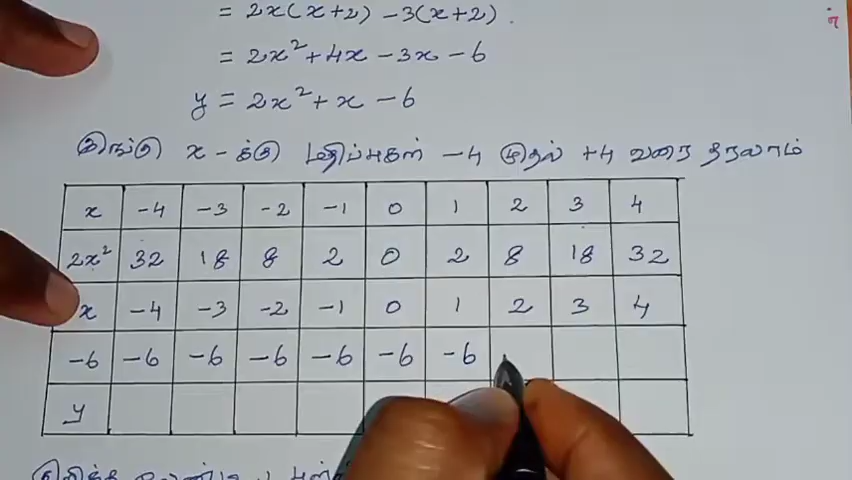 = 2x(x+2) -3(x+2).
= 2x²+4x -3x -6
y = 2x²+x -6
இங்கு x-க்கு மதிப்புகள் -4 முதல் +4 வரை தரலாம்
x -4 -3 -2 -1 0 1 2 3 4
2x² 32 18 8 2 0 2 8 18 32
x -4 -3 -2 -1 0 1 2 3 4
-6 -6 -6 -6 -6 -6 -6
y